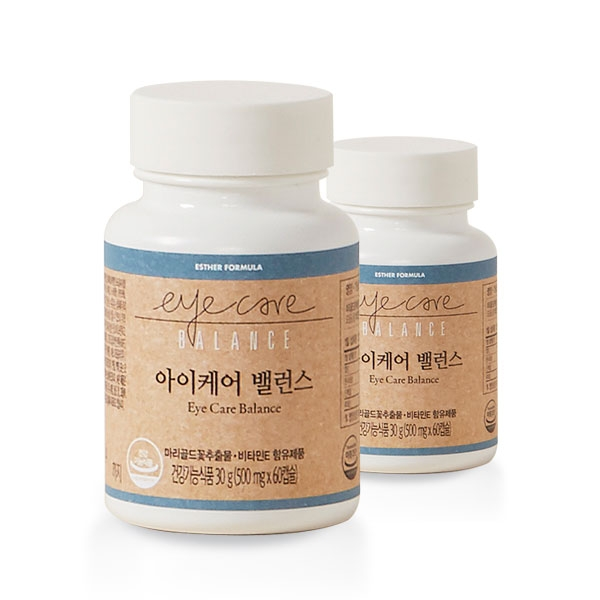 ESTHER FORMULA
eye care
BALANCE
아이케어 밸런스
Eye Care Balance
마리골드꽃추출물·비타민E 함유제품
건강기능식품 30 g (500 mg x 60캡슐)
ESTHER FORMULA
eye care
BALANCE
아이케어 밸런스
Eye Care Balance
마리골드꽃추출물·비타민E 함유제품
건강기능식품 30 g (500 mg x 60캡슐)